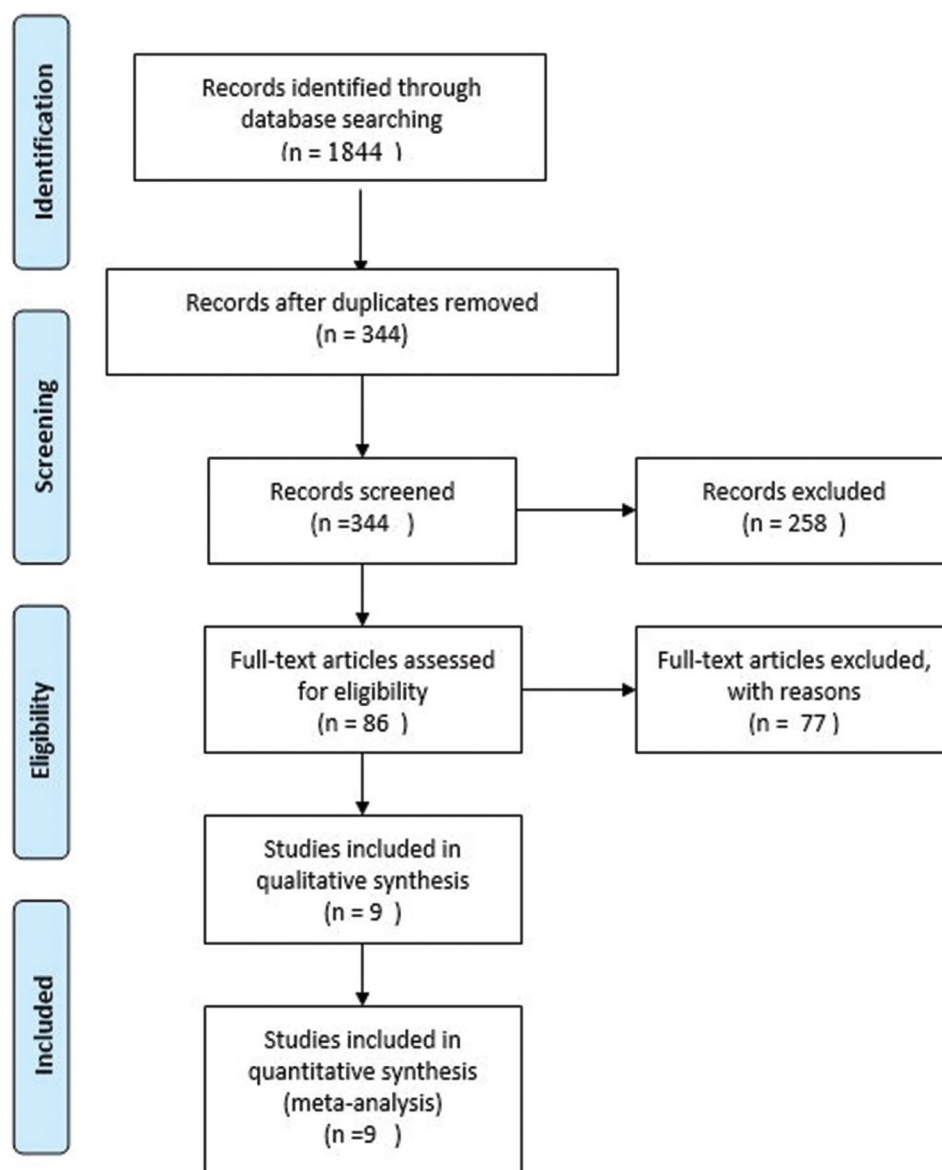 Identification
Records identified through
database searching
(n = 1844 )
Records after duplicates removed
(n = 344)
Screening
Records screened
(n =344 )
Records excluded
(n = 258 )
Eligibility
Full-text articles assessed
for eligibility
(n = 86 )
Full-text articles excluded,
with reasons
(n = 77 )
Studies included in
qualitative synthesis
(n = 9 )
Included
Studies included in
quantitative synthesis
(meta-analysis)
(n =9 )